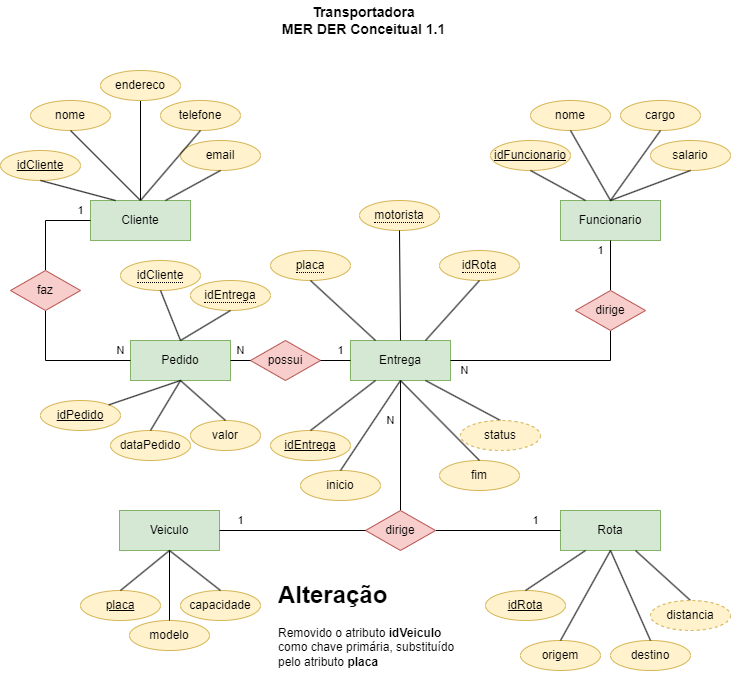 Transportadora
MER DER Conceitual 1.1
endereco
nome
telefone
idCliente
email
Cliente
nome
cargo
idFuncionario
salario
Funcionario
1
faz
N
idCliente
idEntrega
Pedido
idPedido
dataPedido
valor
N
possui
1
motorista
placa
idRota
Entrega
1
dirige
N
idEntrega
inicio
N
status
fim
Veiculo
1
dirige
1
Rota
placa
modelo
capacidade
idRota
origem
destino
distancia
Alteração
Removido o atributo idVeiculo
como chave primária, substituído
pelo atributo placa